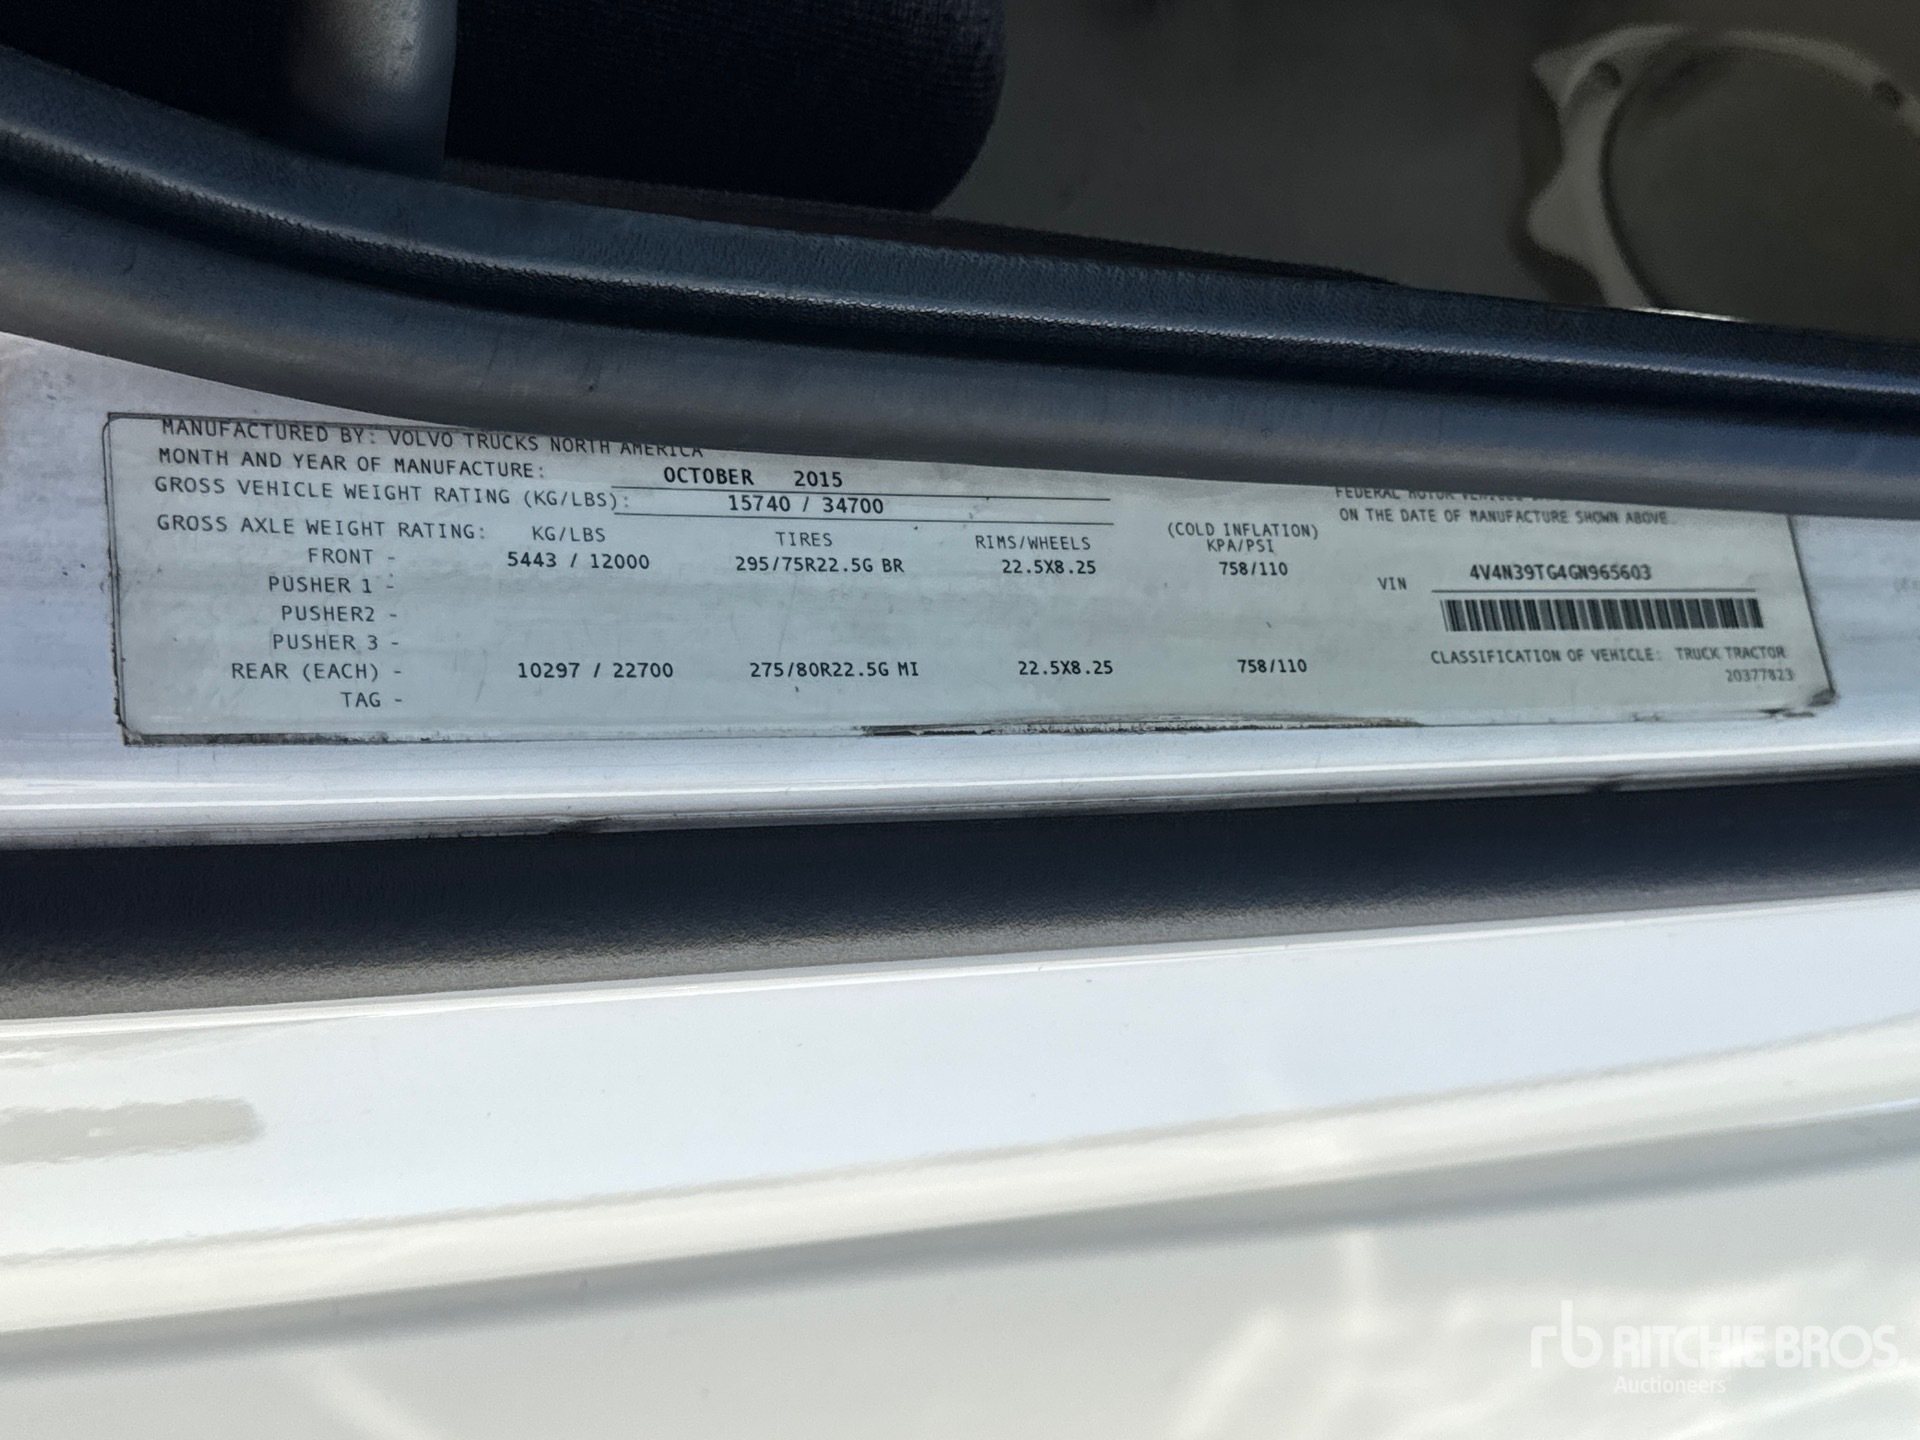 MANUFACTURED BY: VOLVO TRUCKS NORTH AMERICA
MONTH AND YEAR OF MANUFACTURE: OCTOBER 2015
GROSS VEHICLE WEIGHT RATING (KG/LBS): 15740 / 34700
GROSS AXLE WEIGHT RATING: KG/LBS TIRES RIMS/WHEELS (COLD INFLATION) KPA/PSI
FRONT - 5443 / 12000 295/75R22.5G BR 22.5X8.25 758/110
PUSHER 1 -
PUSHER2 -
PUSHER 3 -
REAR (EACH) - 10297 / 22700 275/80R22.5G MI 22.5X8.25 758/110
TAG -
FEDERAL MOTOR VEHICLE
ON THE DATE OF MANUFACTURE SHOWN ABOVE.
VIN 4V4N39TG4GN965603
CLASSIFICATION OF VEHICLE: TRUCK TRACTOR
20377823
rb RITCHIE BROS
Auctioneers